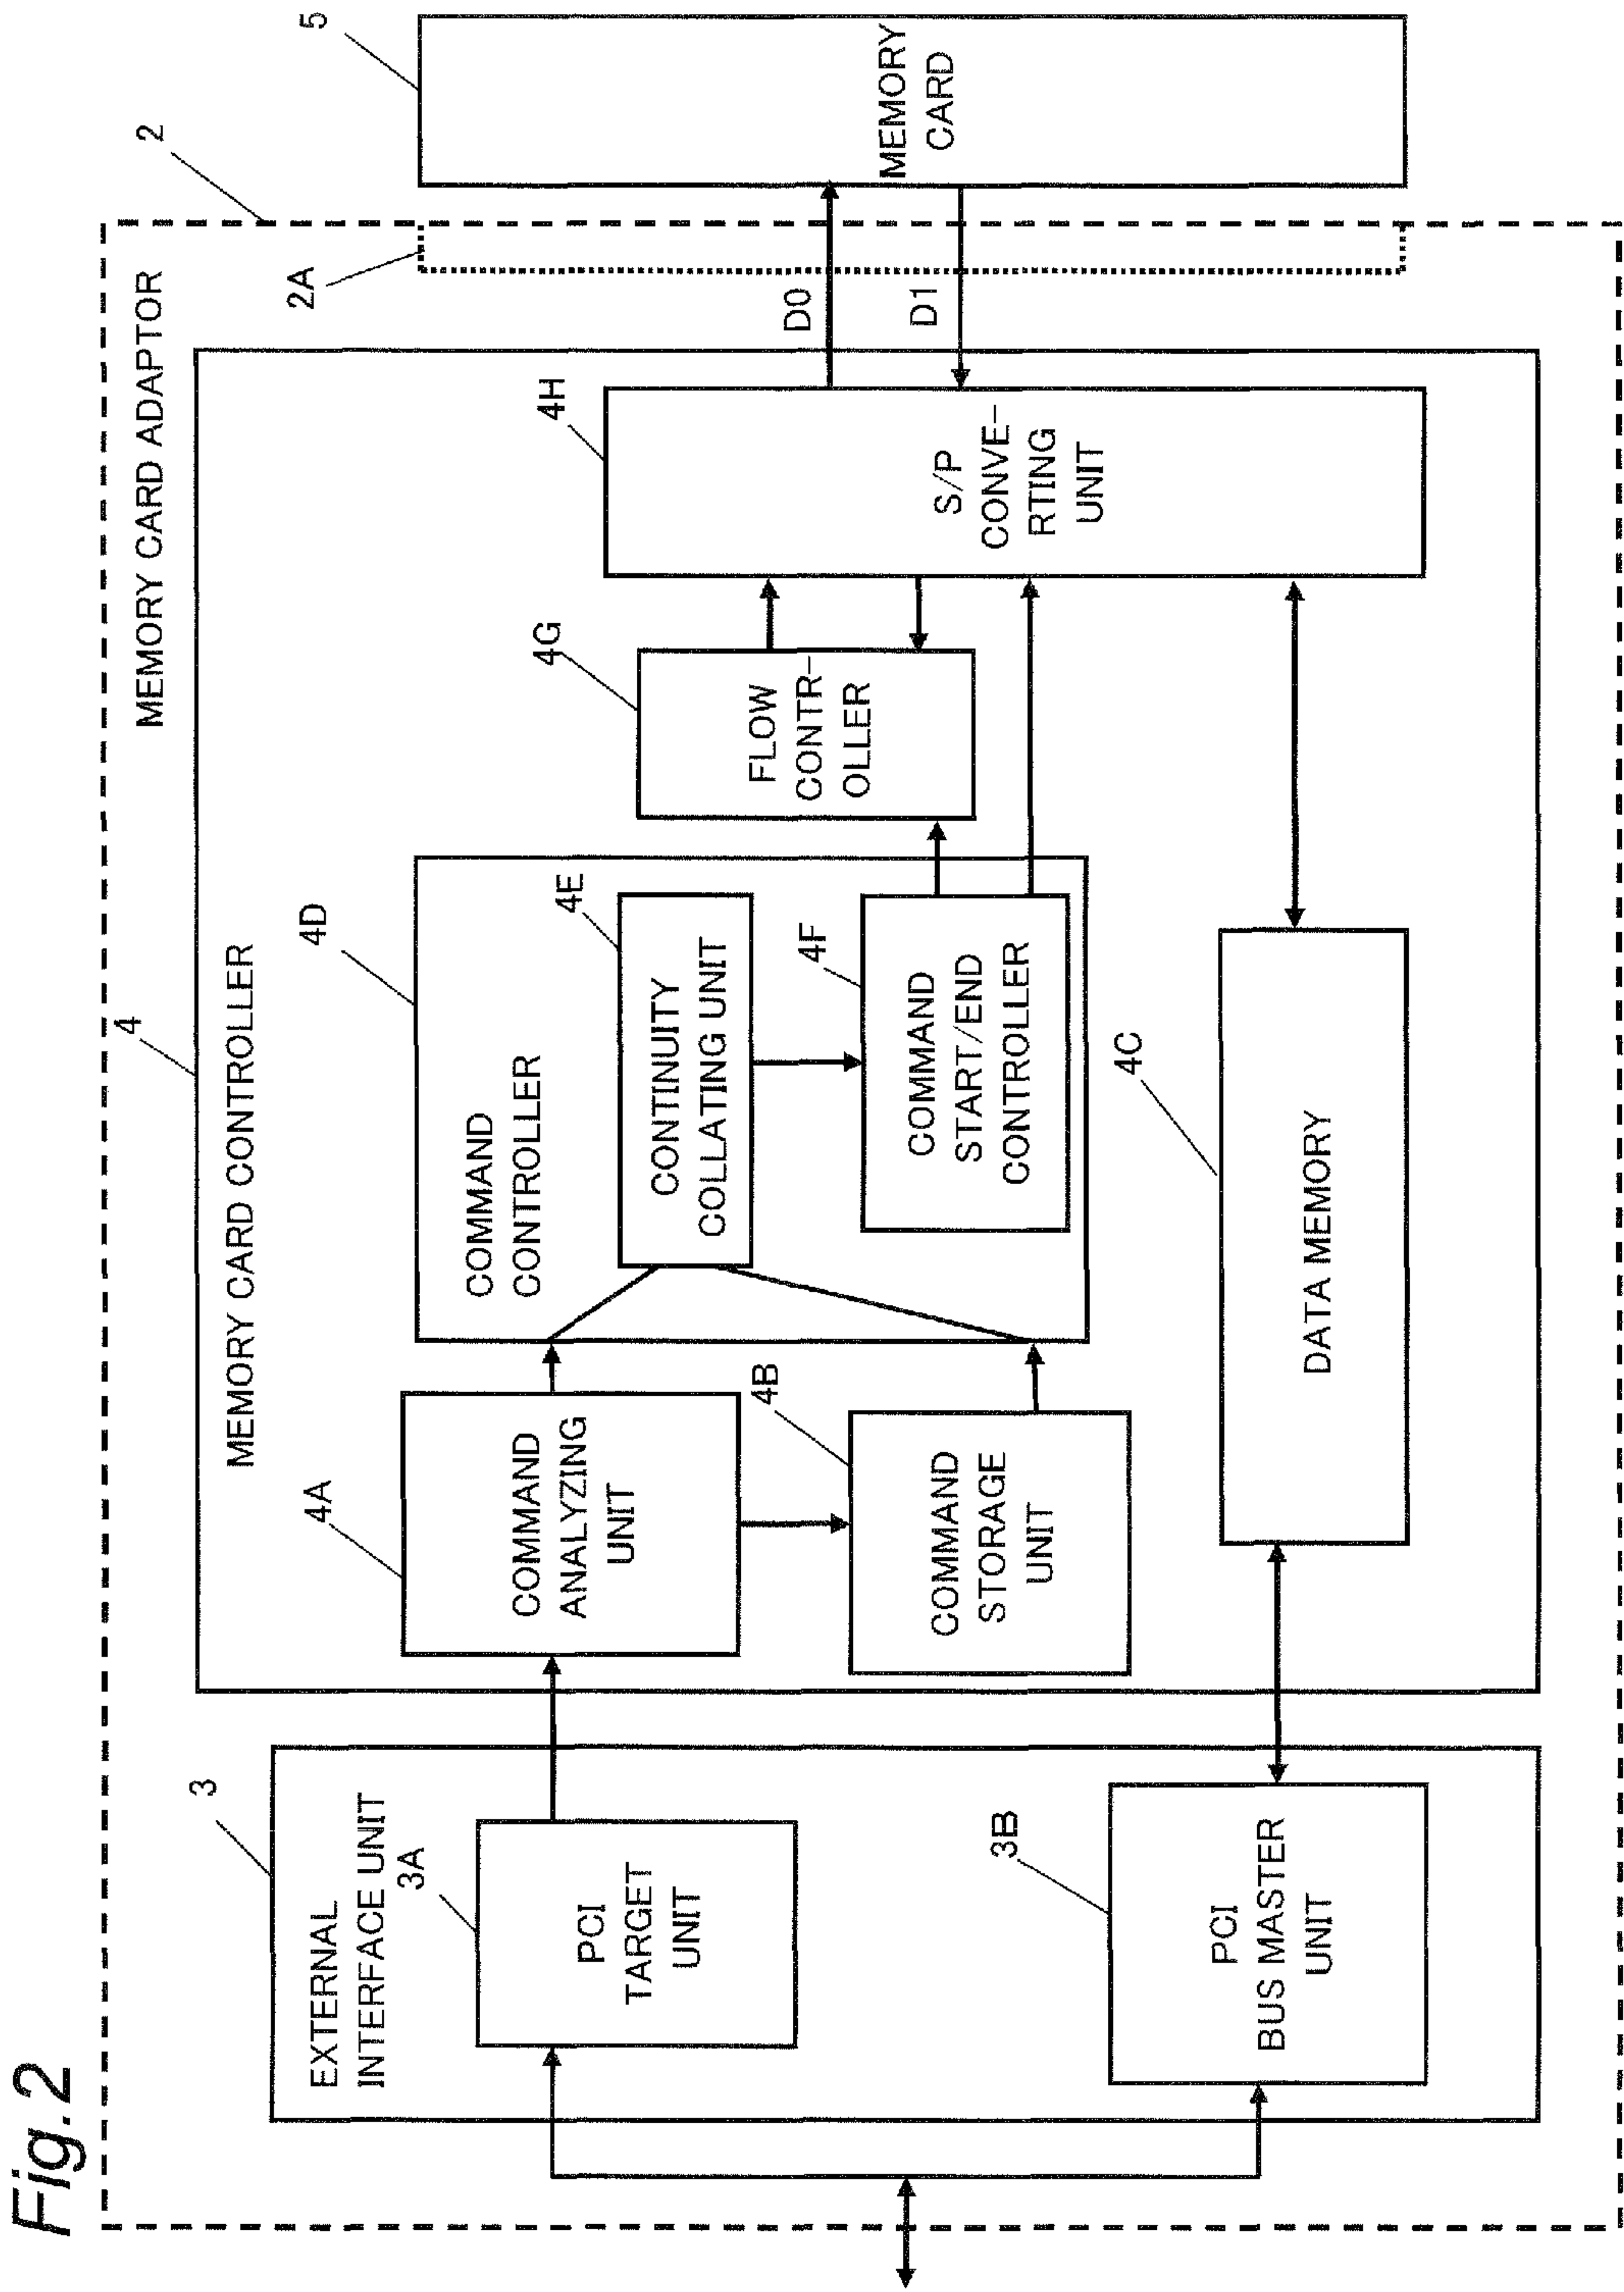 Fig.2
MEMORY CARD ADAPTOR
2
2A
4
MEMORY CARD CONTROLLER
3
EXTERNAL
INTERFACE UNIT
3A
PCI
TARGET
UNIT
3B
PCI
BUS MASTER
UNIT
4A
COMMAND
ANALYZING
UNIT
4B
COMMAND
STORAGE
UNIT
4D
COMMAND
CONTROLLER
4E
CONTINUITY
COLLATING UNIT
4F
COMMAND
START/END
CONTROLLER
4C
DATA MEMORY
4G
FLOW
CONTR-
OLLER
4H
S/P
CONVE-
RTING
UNIT
D0
D1
5
MEMORY
CARD